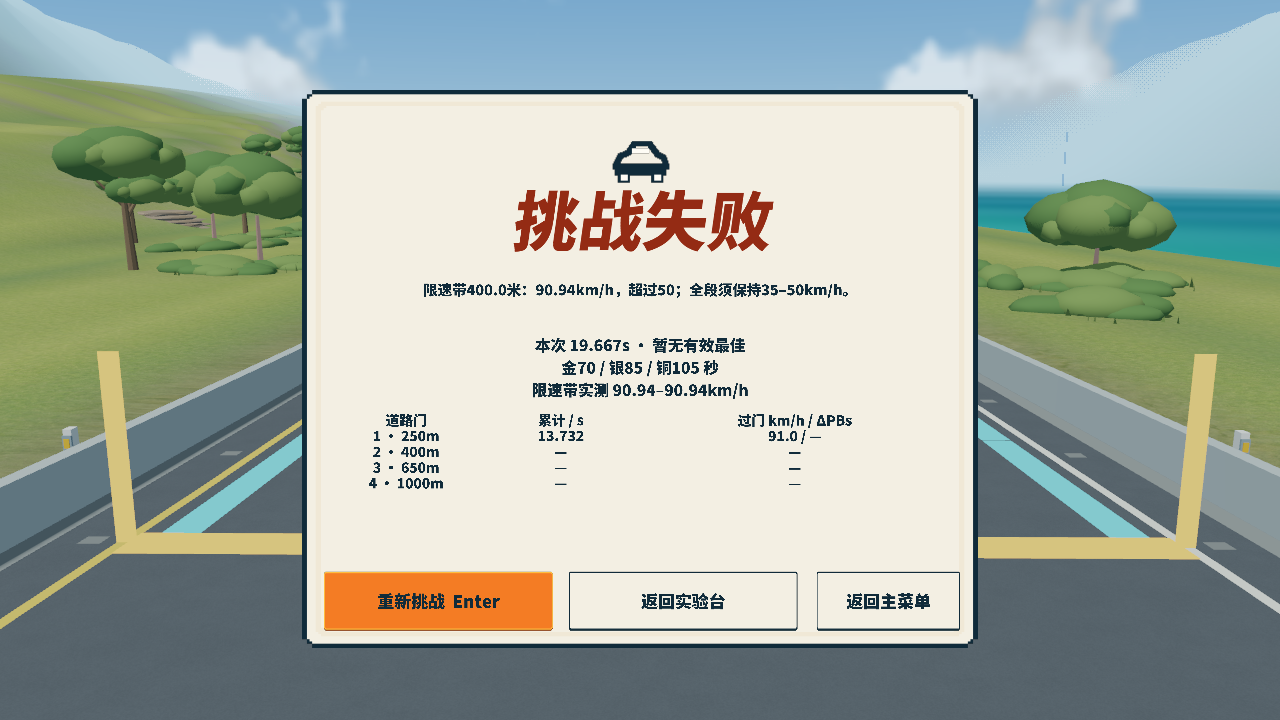 挑战失败
限速带400.0米：90.94km/h，超过50；全段须保持35–50km/h。
本次 19.667s · 暂无有效最佳
金70 / 银85 / 铜105 秒
限速带实测 90.94–90.94km/h
道路门 累计 / s 过门 km/h / ΔPBs
1 · 250m 13.732 91.0 / —
2 · 400m — —
3 · 650m — —
4 · 1000m — —
重新挑战 Enter 返回实验台 返回主菜单